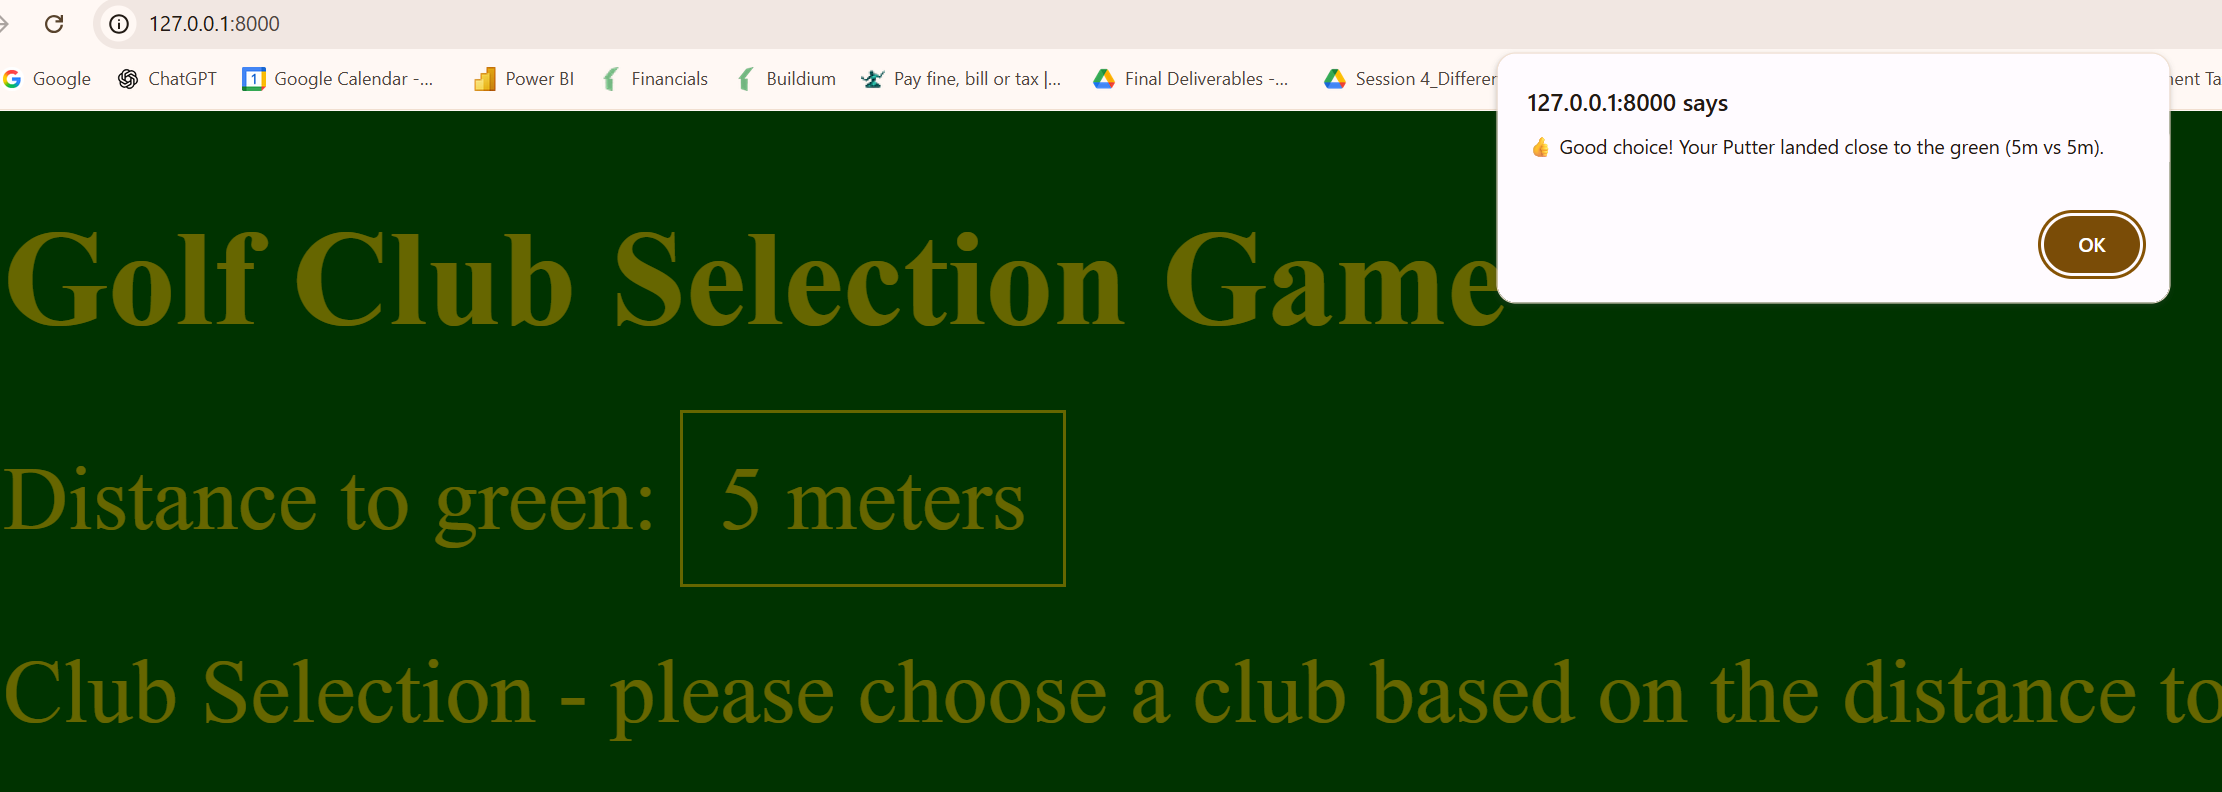 127.0.0.1:8000
Google ChatGPT Google Calendar -... Power BI Financials Buildium Pay fine, bill or tax |... Final Deliverables -... Session 4_Differen ent Ta
127.0.0.1:8000 says
👍 Good choice! Your Putter landed close to the green (5m vs 5m).
OK
Golf Club Selection Game
Distance to green: 5 meters
Club Selection - please choose a club based on the distance to